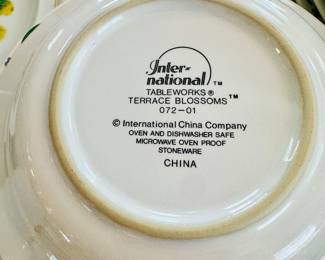 Inter-
national™
TABLEWORKS®
TERRACE BLOSSOMS™
072-01
© International China Company
OVEN AND DISHWASHER SAFE
MICROWAVE OVEN PROOF
STONEWARE
CHINA